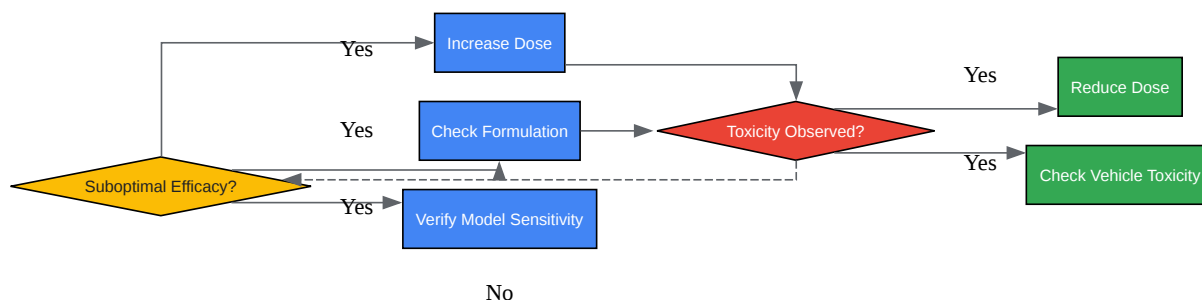 Yes
Increase Dose
Yes
Reduce Dose
Yes
Check Formulation
Toxicity Observed?
Yes
Check Vehicle Toxicity
Suboptimal Efficacy?
Yes
Verify Model Sensitivity
No